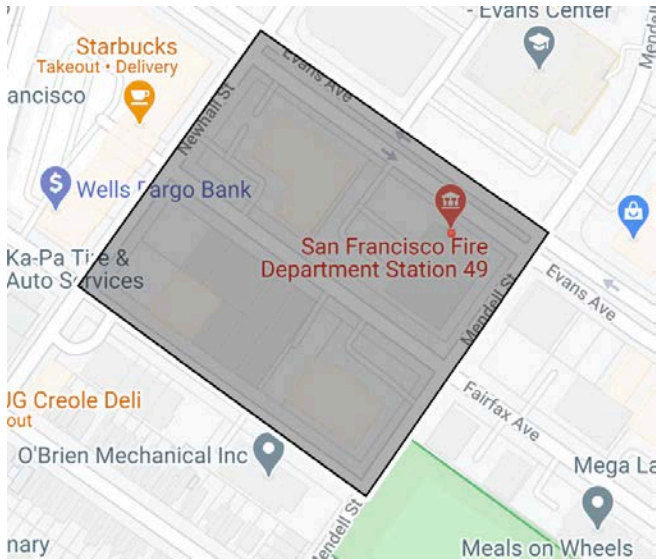 - Evans Center
Mendell
Starbucks
Takeout • Delivery
ancisco
Evans Ave
Newhall St
Wells Fargo Bank
San Francisco Fire
Department Station 49
Ka-Pa Tire &
Auto Services
Evans Ave
Mendell St
JG Creole Deli
out
Fairfax Ave
O'Brien Mechanical Inc
Mega La
Mendell St
nary
Meals on Wheels